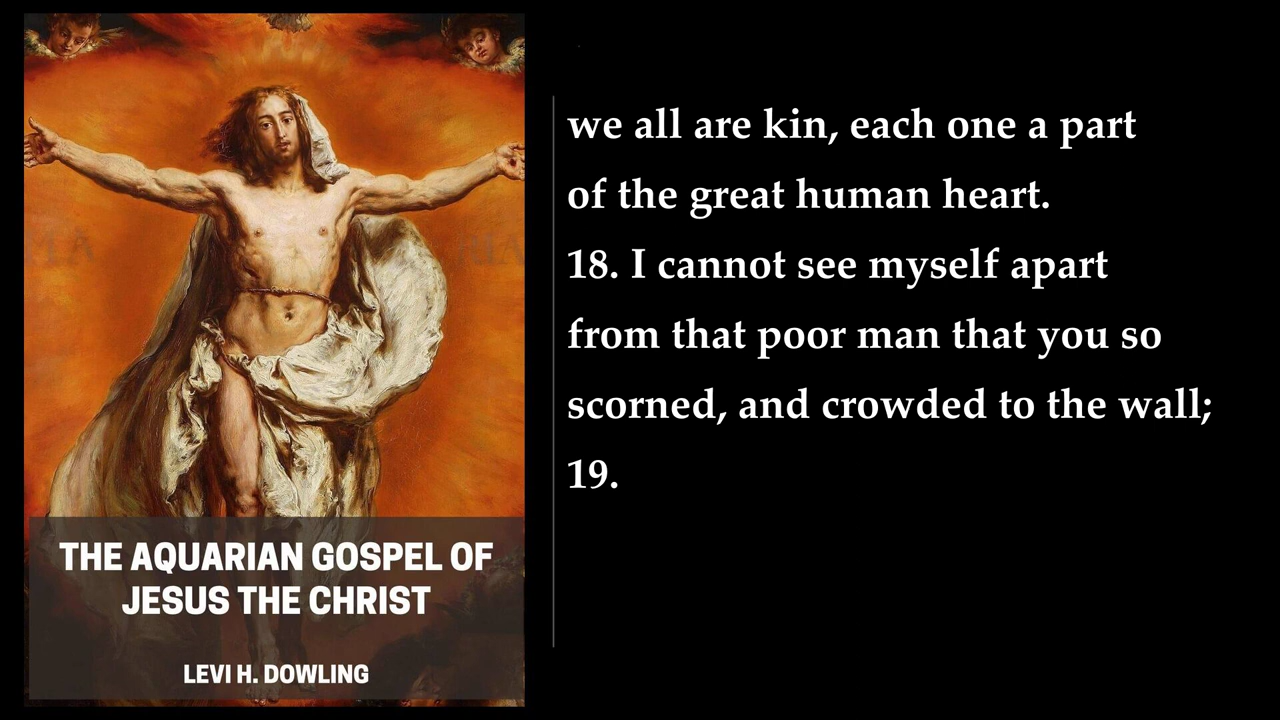 we all are kin, each one a part
of the great human heart.
18. I cannot see myself apart
from that poor man that you so
scorned, and crowded to the wall;
19.
THE AQUARIAN GOSPEL OF
JESUS THE CHRIST
LEVI H. DOWLING